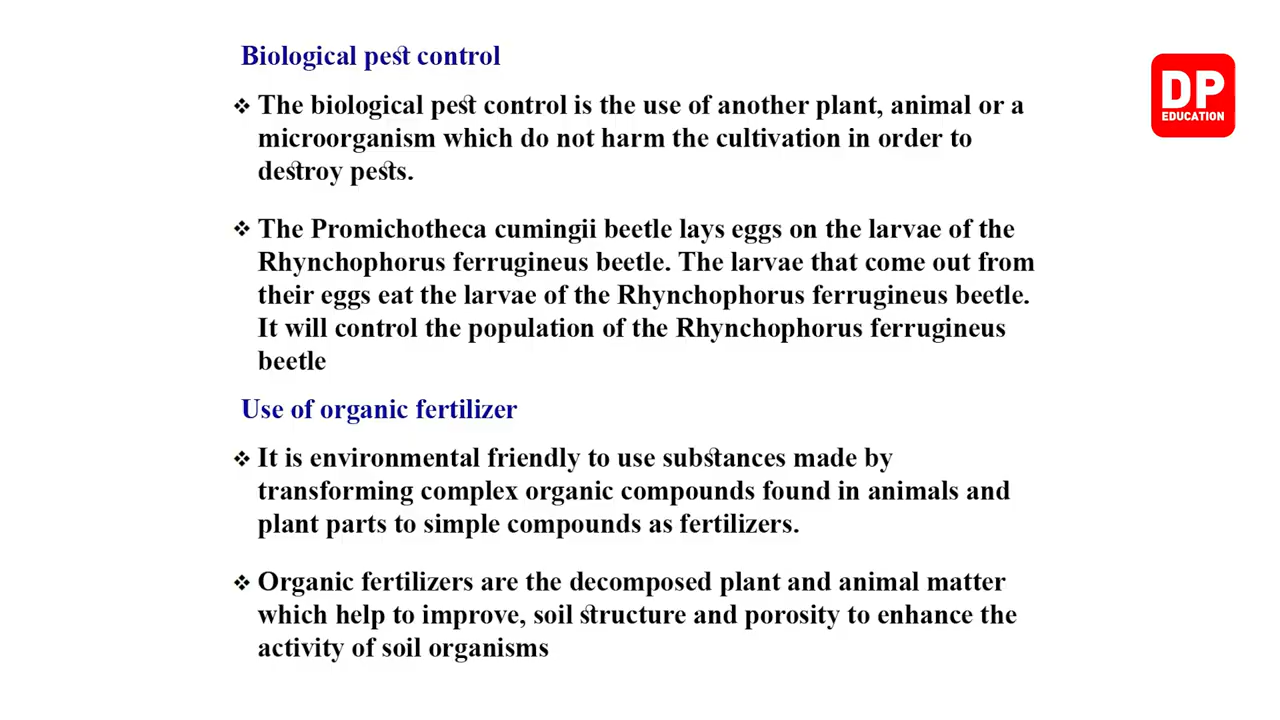 Biological pest control
DP
EDUCATION
❖ The biological pest control is the use of another plant, animal or a
microorganism which do not harm the cultivation in order to
destroy pests.
❖ The Promichotheca cumingii beetle lays eggs on the larvae of the
Rhynchophorus ferrugineus beetle. The larvae that come out from
their eggs eat the larvae of the Rhynchophorus ferrugineus beetle.
It will control the population of the Rhynchophorus ferrugineus
beetle
Use of organic fertilizer
❖ It is environmental friendly to use substances made by
transforming complex organic compounds found in animals and
plant parts to simple compounds as fertilizers.
❖ Organic fertilizers are the decomposed plant and animal matter
which help to improve, soil structure and porosity to enhance the
activity of soil organisms